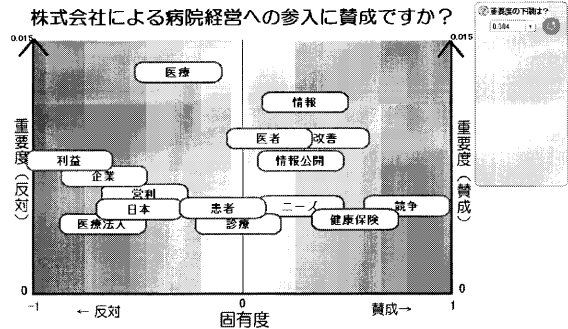 株式会社による病院経営への参入に賛成ですか？
重要度の下限は？
0.004
0.015
0.015
医療
情報
医者
改善
利益
情報公開
企業
営利
日本
患者
ニーズ
競争
医療法人
診療
健康保険
重要度（反対）
重要度（賛成）
0
0
-1
← 反対
0
賛成→
1
固有度